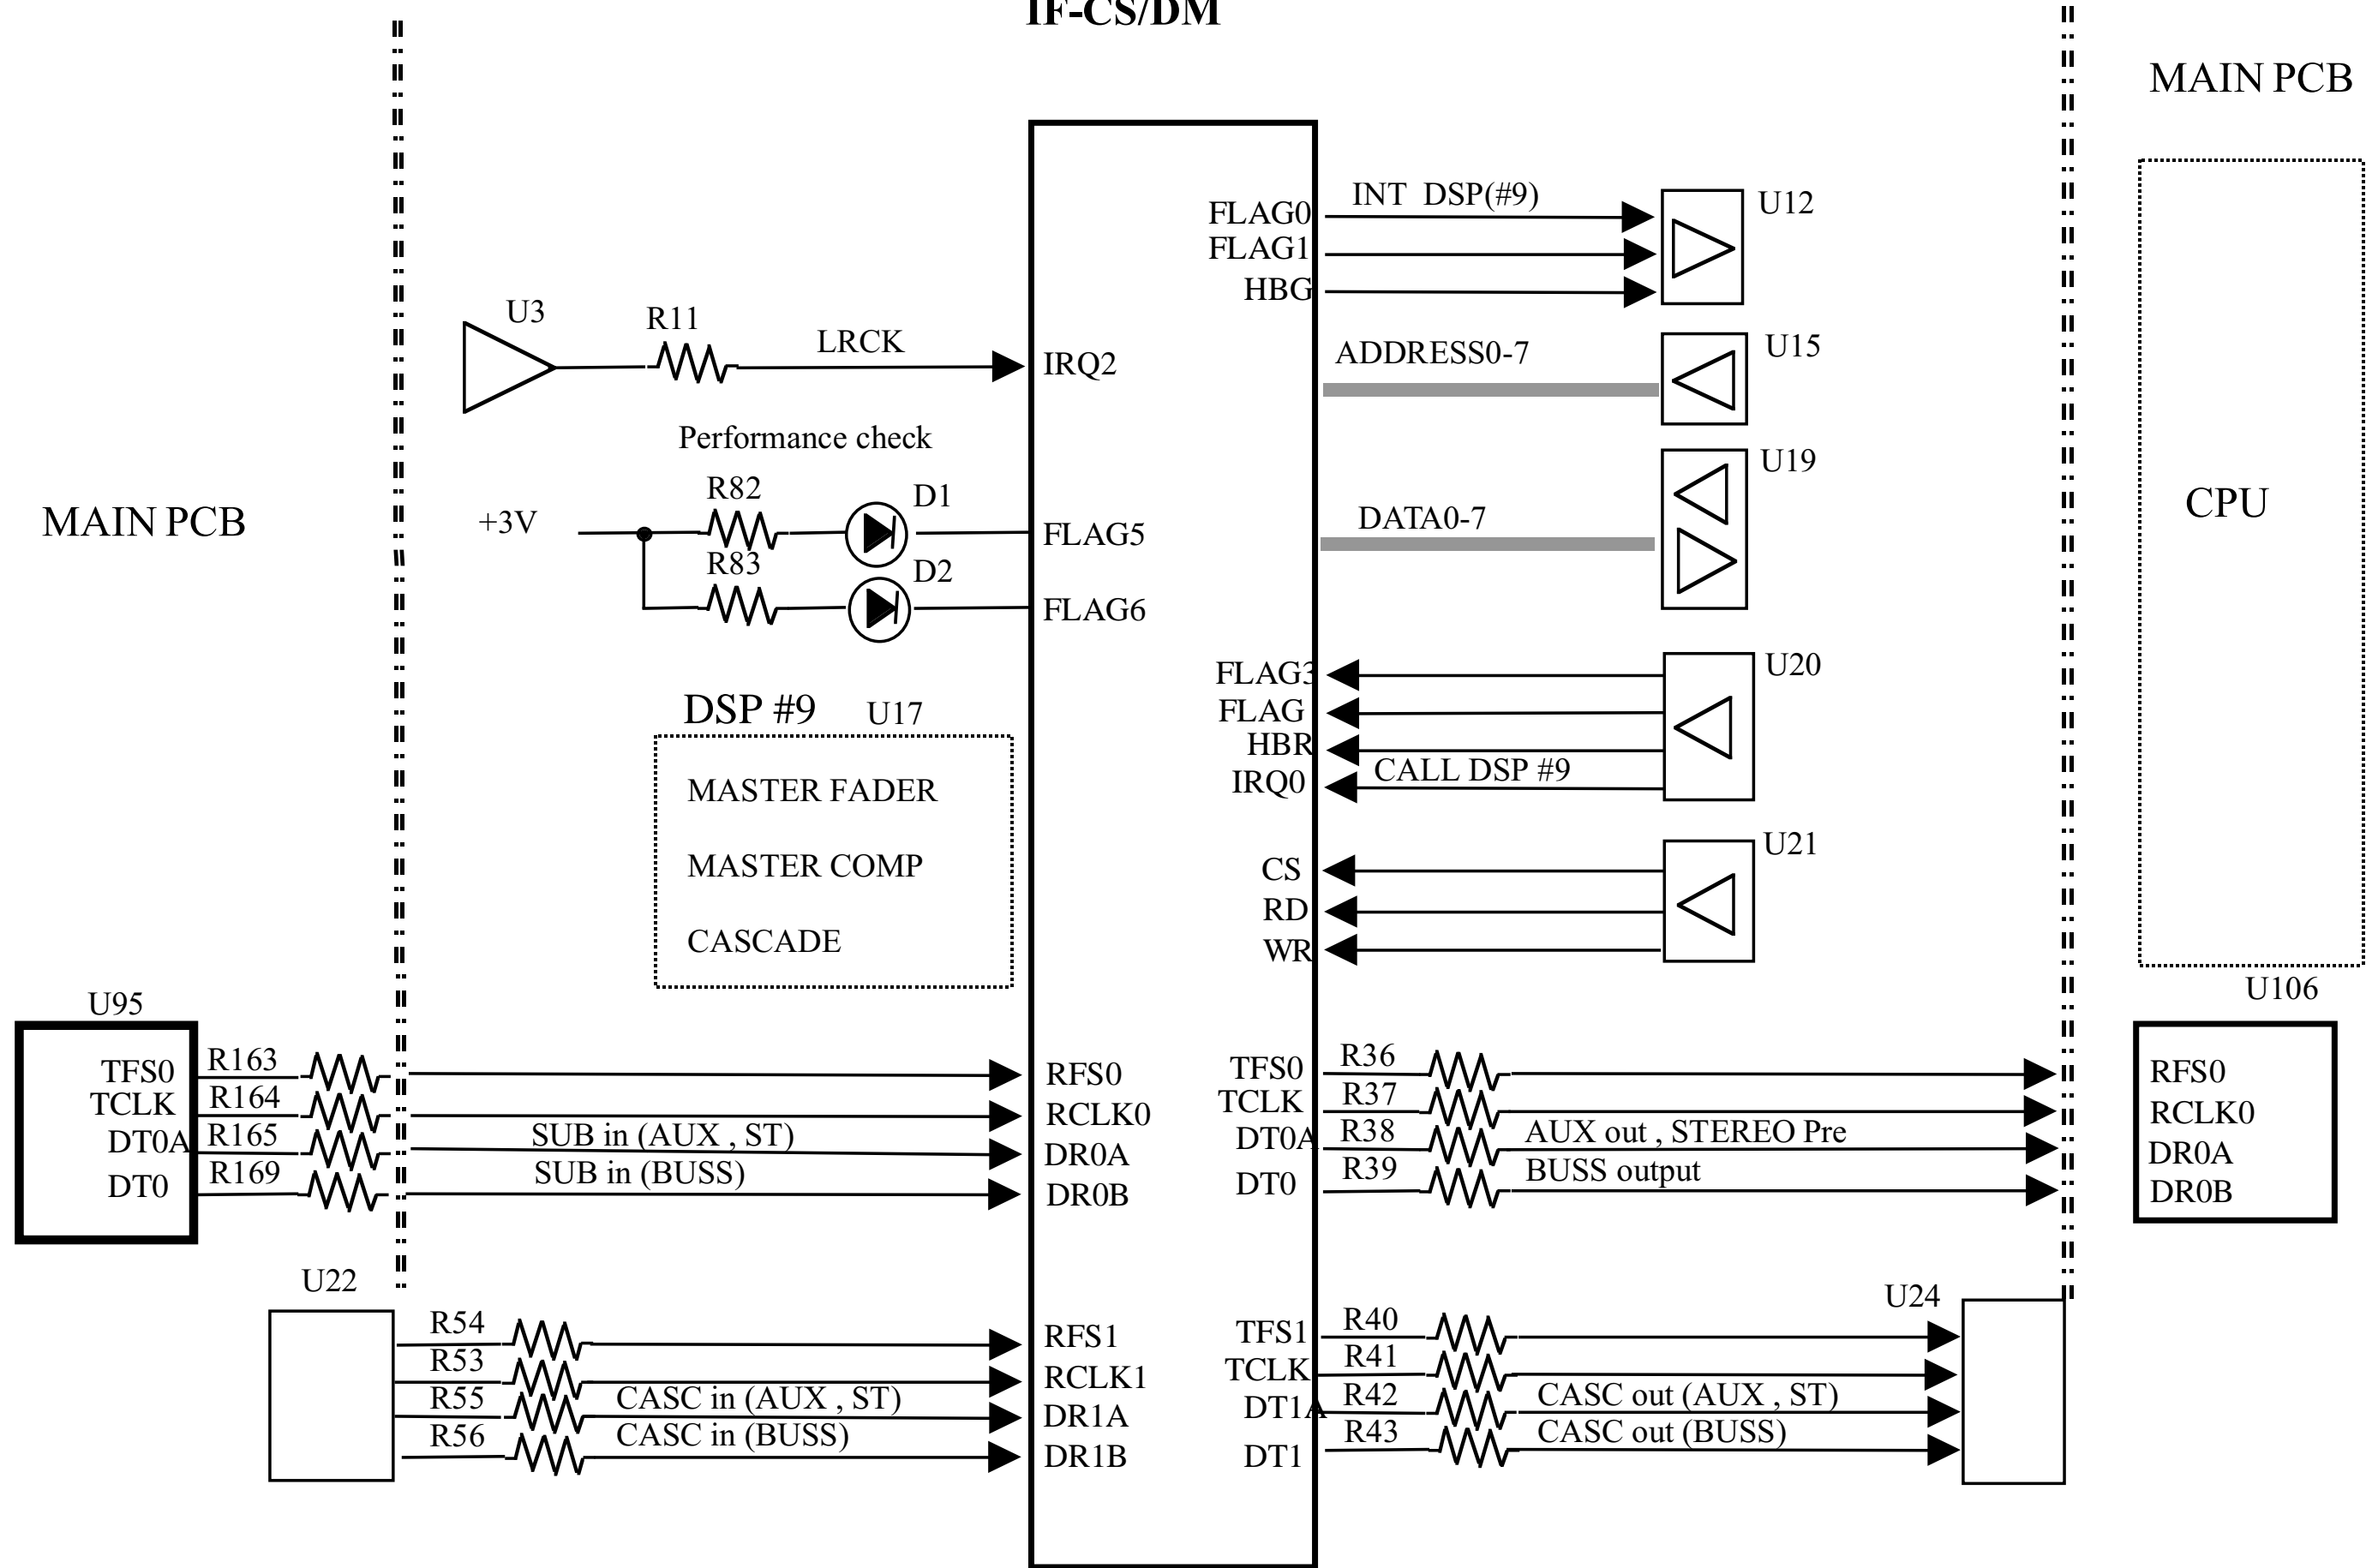 IF-CS/DM
MAIN PCB
INT DSP(#9)
FLAG0
U12
FLAG1
HBG
U3
R11
LRCK
IRQ2
ADDRESS0-7
U15
Performance check
R82
D1
+3V
FLAG5
R83
D2
FLAG6
DATA0-7
U19
MAIN PCB
CPU
FLAG3
U20
FLAG
HBR
CALL DSP #9
IRQ0
DSP #9 U17
MASTER FADER
MASTER COMP
CASCADE
CS
U21
RD
WR
U95
U106
TFS0 R163
TCLK R164
DT0A R165
DT0 R169
SUB in (AUX , ST)
SUB in (BUSS)
RFS0
RCLK0
DR0A
DR0B
TFS0 R36
TCLK R37
DT0A R38
DT0 R39
AUX out , STEREO Pre
BUSS output
RFS0
RCLK0
DR0A
DR0B
U22
R54
R53
R55
R56
CASC in (AUX , ST)
CASC in (BUSS)
RFS1
RCLK1
DR1A
DR1B
TFS1 R40
TCLK R41
DT1A R42
DT1 R43
CASC out (AUX , ST)
CASC out (BUSS)
U24